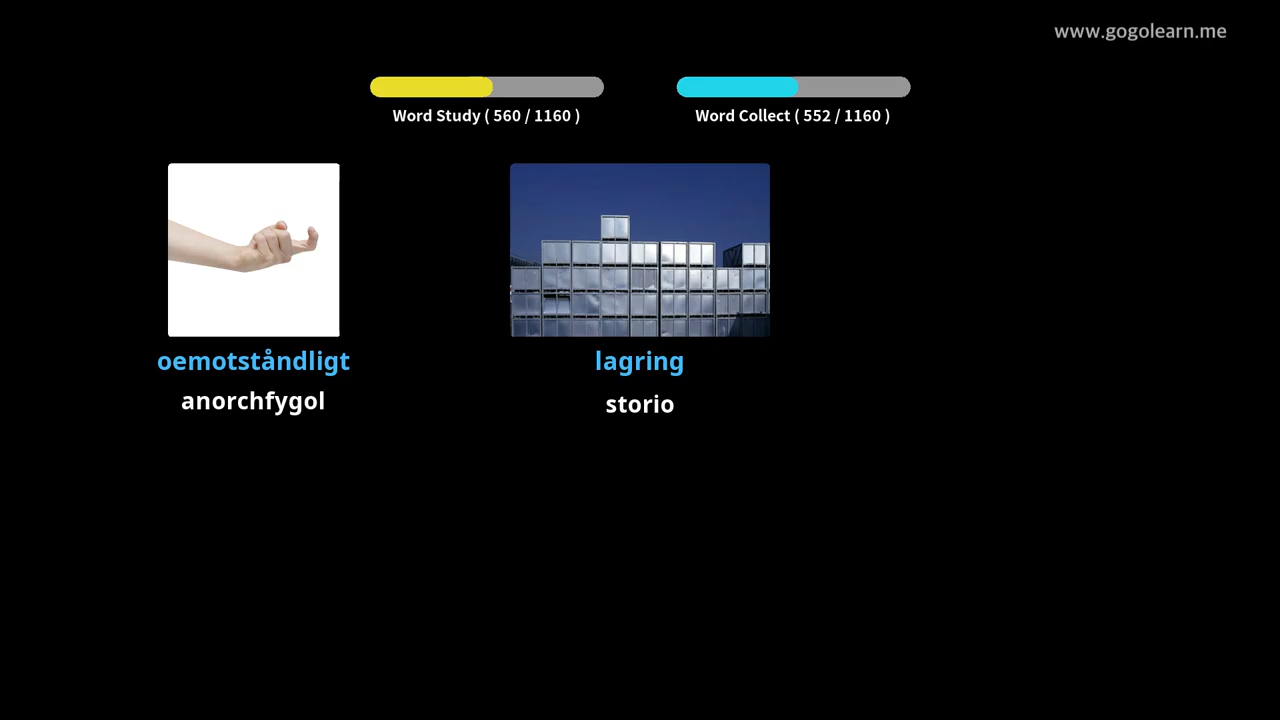 www.gogolearn.me
Word Study ( 560 / 1160 )
Word Collect ( 552 / 1160 )
oemotståndligt
anorchfygol
lagring
storio